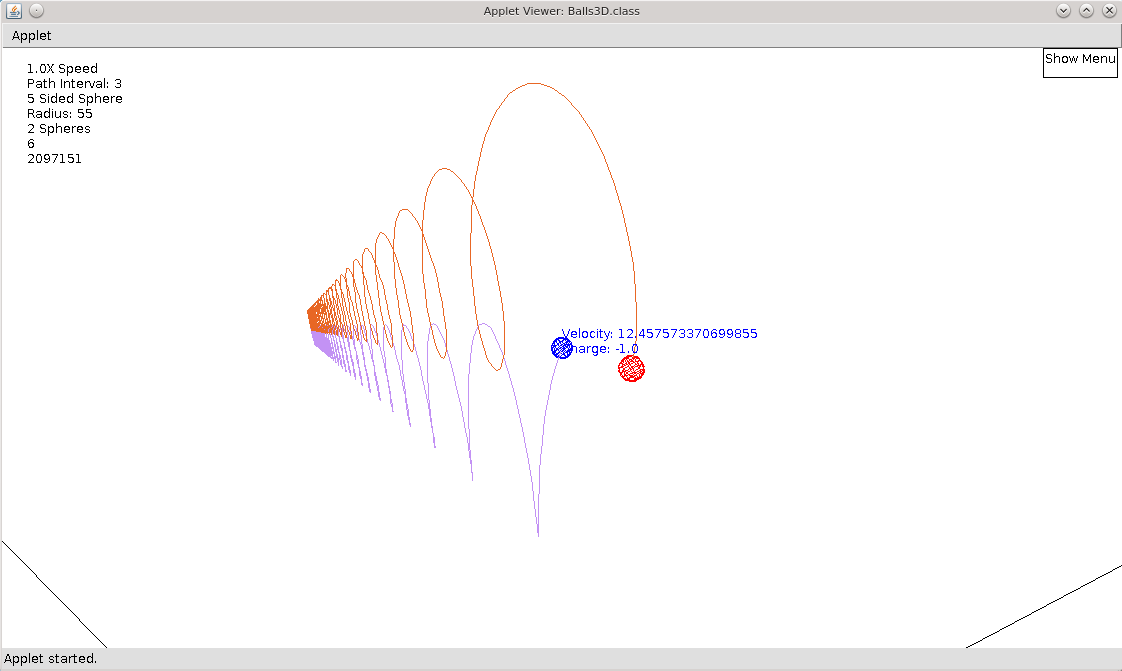 Applet Viewer: Balls3D.class
Applet
Show Menu
1.0X Speed
Path Interval: 3
5 Sided Sphere
Radius: 55
2 Spheres
6
2097151
Velocity: 12.457573370699855
harge: -1.0
Applet started.